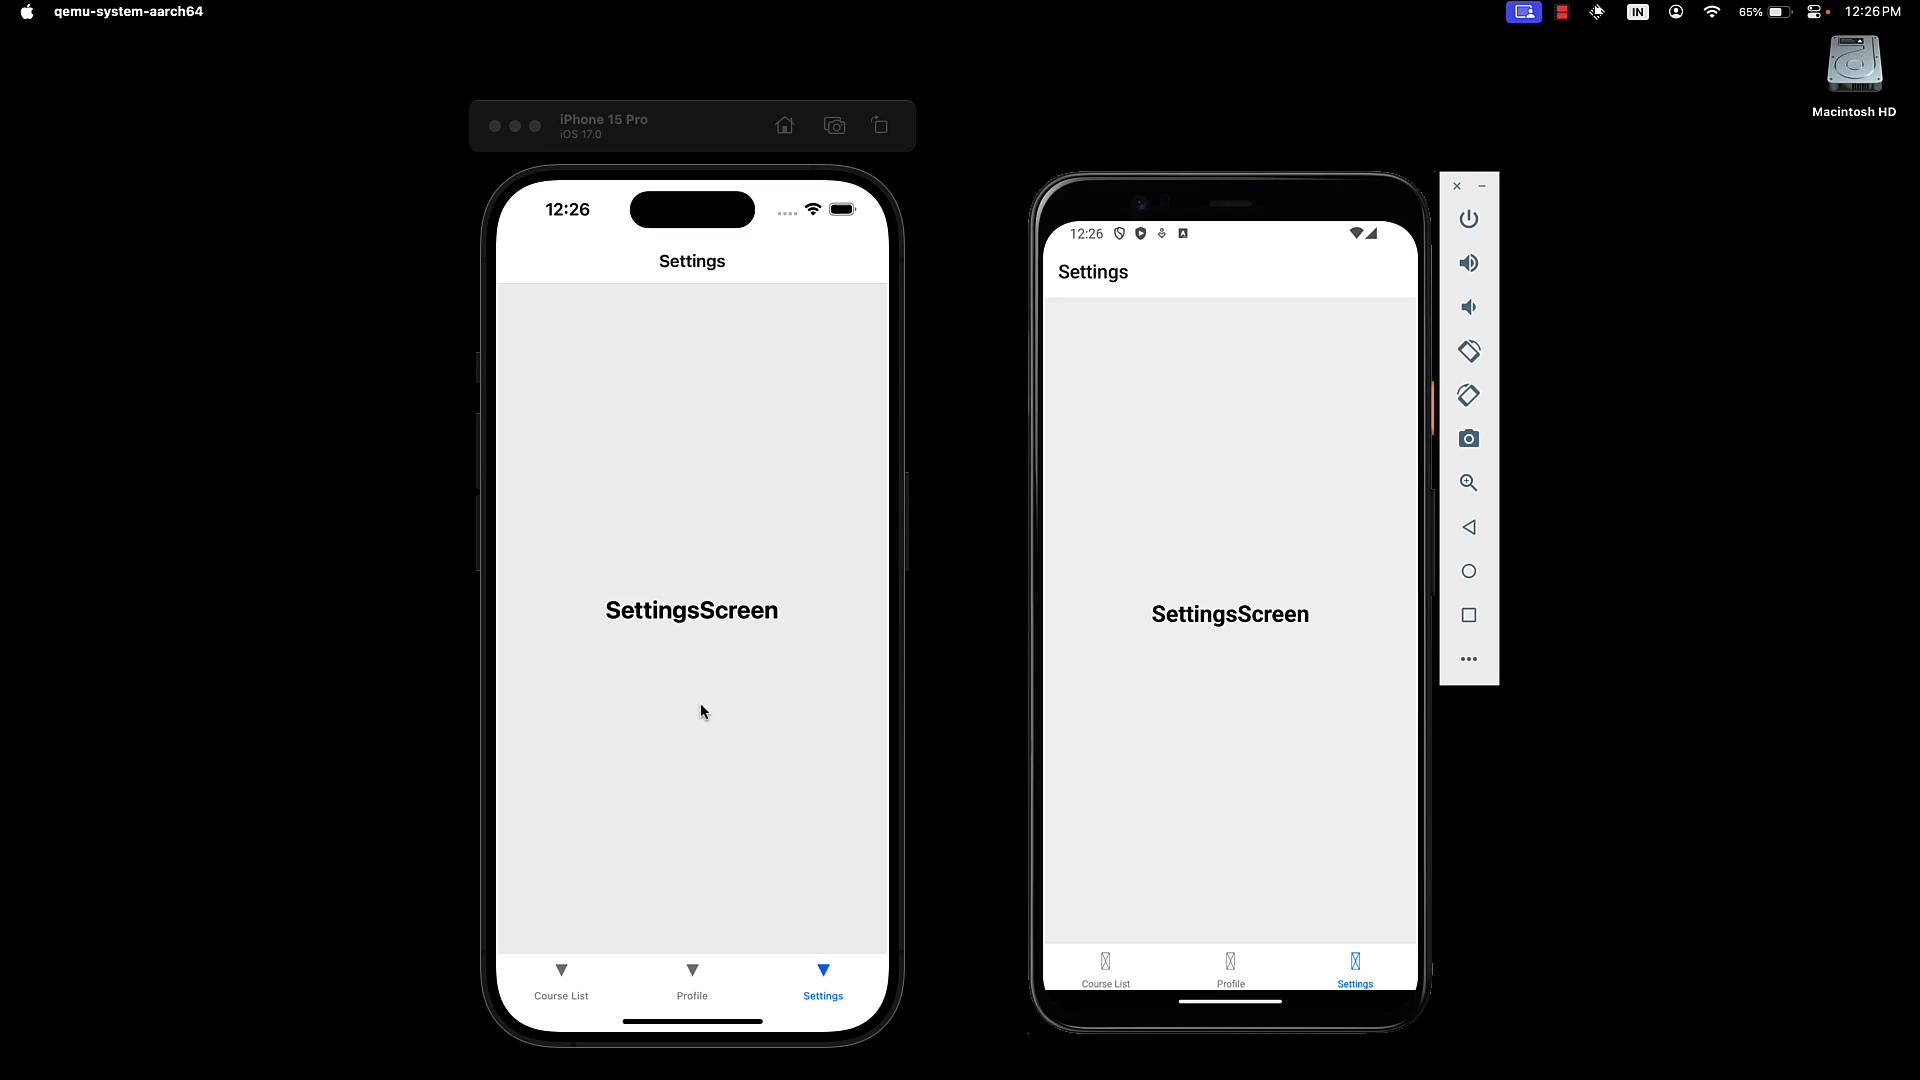 qemu-system-aarch64
IN
65%
12:26 PM
Macintosh HD
iPhone 15 Pro
iOS 17.0
12:26
Settings
SettingsScreen
Course List
Profile
Settings
12:26
Settings
SettingsScreen
Course List
Profile
Settings